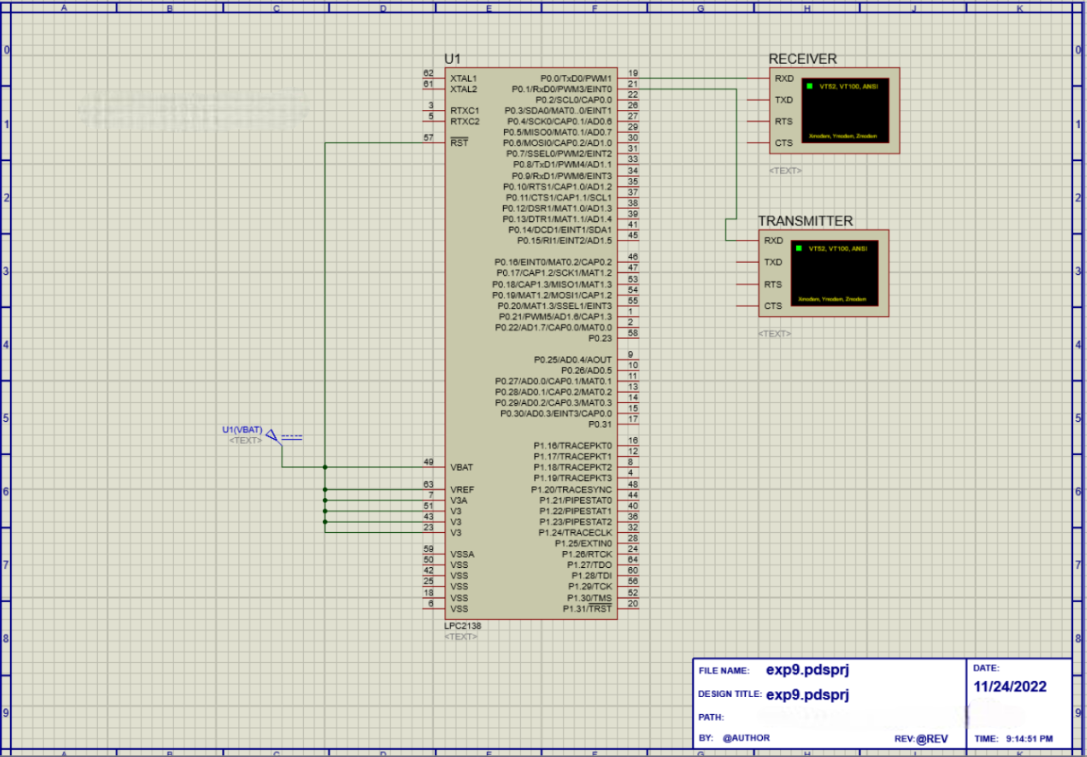 A B C D E F G H J K
0
1
2
3
4
5
6
7
8
9
U1
62 XTAL1
61 XTAL2
3 RTXC1
5 RTXC2
57 RST
49 VBAT
63 VREF
7 V3A
51 V3
43 V3
23 V3
59 VSSA
50 VSS
42 VSS
25 VSS
18 VSS
6 VSS
P0.0/TxD0/PWM1 19
P0.1/RxD0/PWM3/EINT0 21
P0.2/SCL0/CAP0.0 22
P0.3/SDA0/MAT0..0/EINT1 26
P0.4/SCK0/CAP0.1/AD0.6 27
P0.5/MISO0/MAT0.1/AD0.7 29
P0.6/MOSI0/CAP0.2/AD1.0 30
P0.7/SSEL0/PWM2/EINT2 31
P0.8/TxD1/PWM4/AD1.1 33
P0.9/RxD1/PWM6/EINT3 34
P0.10/RTS1/CAP1.0/AD1.2 35
P0.11/CTS1/CAP1.1/SCL1 37
P0.12/DSR1/MAT1.0/AD1.3 38
P0.13/DTR1/MAT1.1/AD1.4 39
P0.14/DCD1/EINT1/SDA1 41
P0.15/RI1/EINT2/AD1.5 45
P0.16/EINT0/MAT0.2/CAP0.2 46
P0.17/CAP1.2/SCK1/MAT1.2 47
P0.18/CAP1.3/MISO1/MAT1.3 53
P0.19/MAT1.2/MOSI1/CAP1.2 54
P0.20/MAT1.3/SSEL1/EINT3 55
P0.21/PWM5/AD1.6/CAP1.3 1
P0.22/AD1.7/CAP0.0/MAT0.0 2
P0.23 58
P0.25/AD0.4/AOUT 9
P0.26/AD0.5 10
P0.27/AD0.0/CAP0.1/MAT0.1 11
P0.28/AD0.1/CAP0.2/MAT0.2 13
P0.29/AD0.2/CAP0.3/MAT0.3 14
P0.30/AD0.3/EINT3/CAP0.0 15
P0.31 17
P1.16/TRACEPKT0 16
P1.17/TRACEPKT1 12
P1.18/TRACEPKT2 8
P1.19/TRACEPKT3 4
P1.20/TRACESYNC 48
P1.21/PIPESTAT0 44
P1.22/PIPESTAT1 40
P1.23/PIPESTAT2 36
P1.24/TRACECLK 32
P1.25/EXTIN0 28
P1.26/RTCK 24
P1.27/TDO 64
P1.28/TDI 60
P1.29/TCK 56
P1.30/TMS 52
P1.31/TRST 20
LPC2138
<TEXT>
U1(VBAT)
<TEXT>
RECEIVER
RXD
TXD
RTS
CTS
VT52, VT100, ANSI
Xmodem, Ymodem, Zmodem
<TEXT>
TRANSMITTER
RXD
TXD
RTS
CTS
VT52, VT100, ANSI
Xmodem, Ymodem, Zmodem
<TEXT>
FILE NAME: exp9.pdsprj
DESIGN TITLE: exp9.pdsprj
PATH:
BY: @AUTHOR REV:@REV
DATE:
11/24/2022
TIME: 9:14:51 PM
A B C D E F G H J K